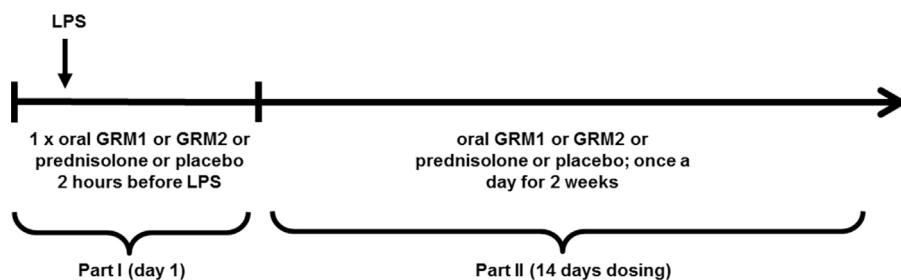 LPS
1 x oral GRM1 or GRM2 or
prednisolone or placebo
2 hours before LPS
oral GRM1 or GRM2 or
prednisolone or placebo; once a
day for 2 weeks
Part I (day 1)
Part II (14 days dosing)